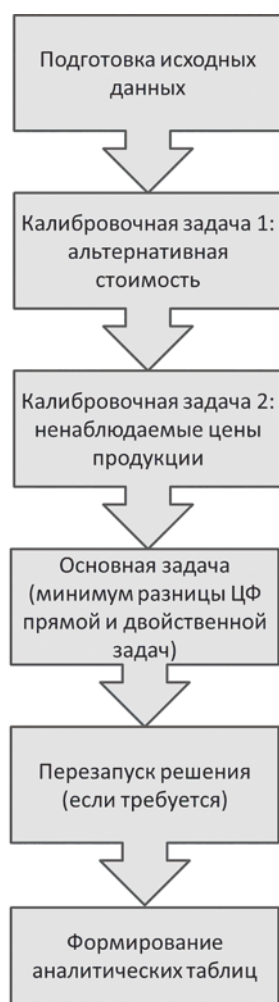 Подготовка исходных
данных
Калибровочная задача 1:
альтернативная
стоимость
Калибровочная задача 2:
ненаблюдаемые цены
продукции
Основная задача
(минимум разницы ЦФ
прямой и двойственной
задач)
Перезапуск решения
(если требуется)
Формирование
аналитических таблиц